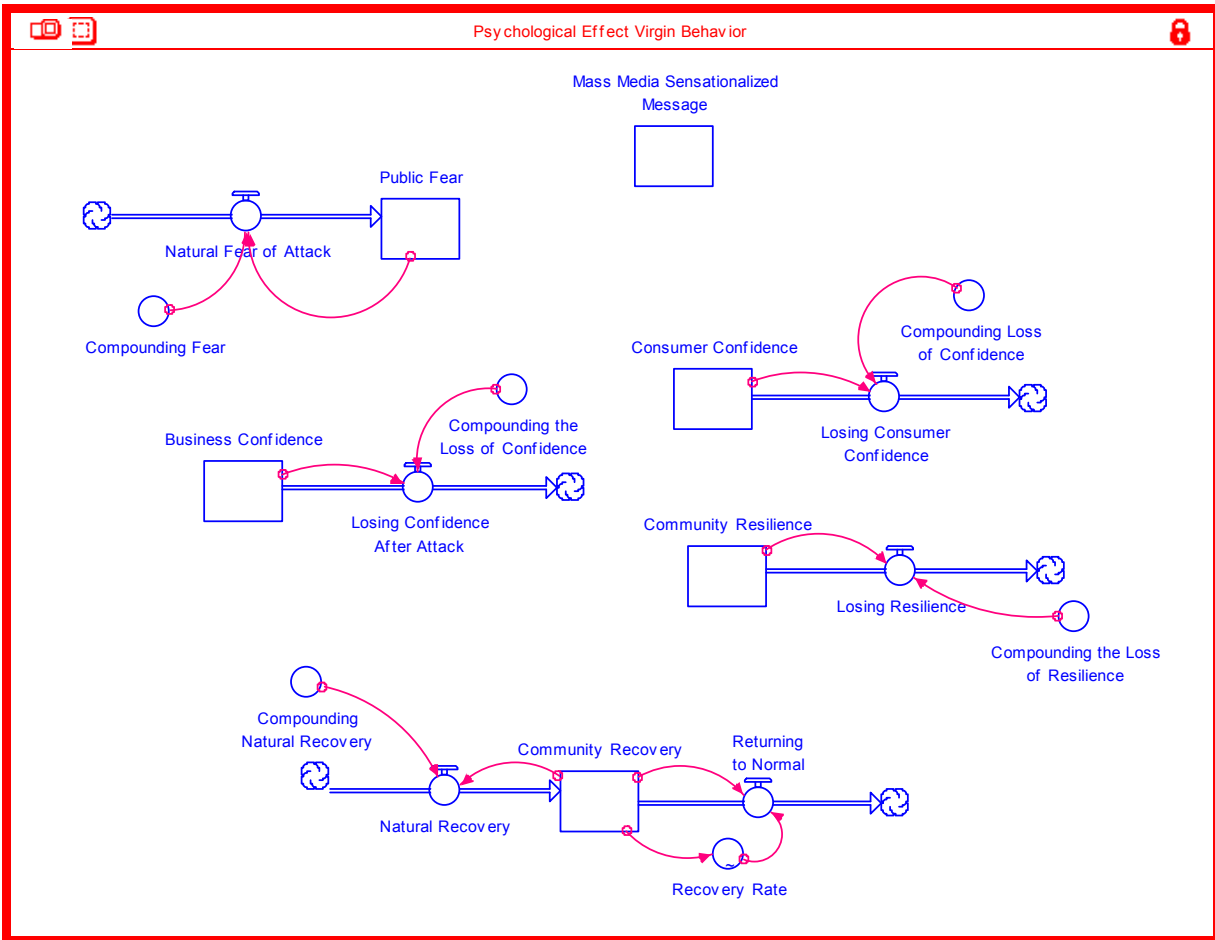 Psychological Effect Virgin Behavior
Mass Media Sensationalized
Message
Public Fear
Natural Fear of Attack
Compounding Fear
Compounding Loss
of Confidence
Consumer Confidence
Losing Consumer
Confidence
Compounding the
Loss of Confidence
Business Confidence
Losing Confidence
After Attack
Community Resilience
Losing Resilience
Compounding the Loss
of Resilience
Compounding
Natural Recovery
Community Recovery
Returning
to Normal
Natural Recovery
Recovery Rate
~